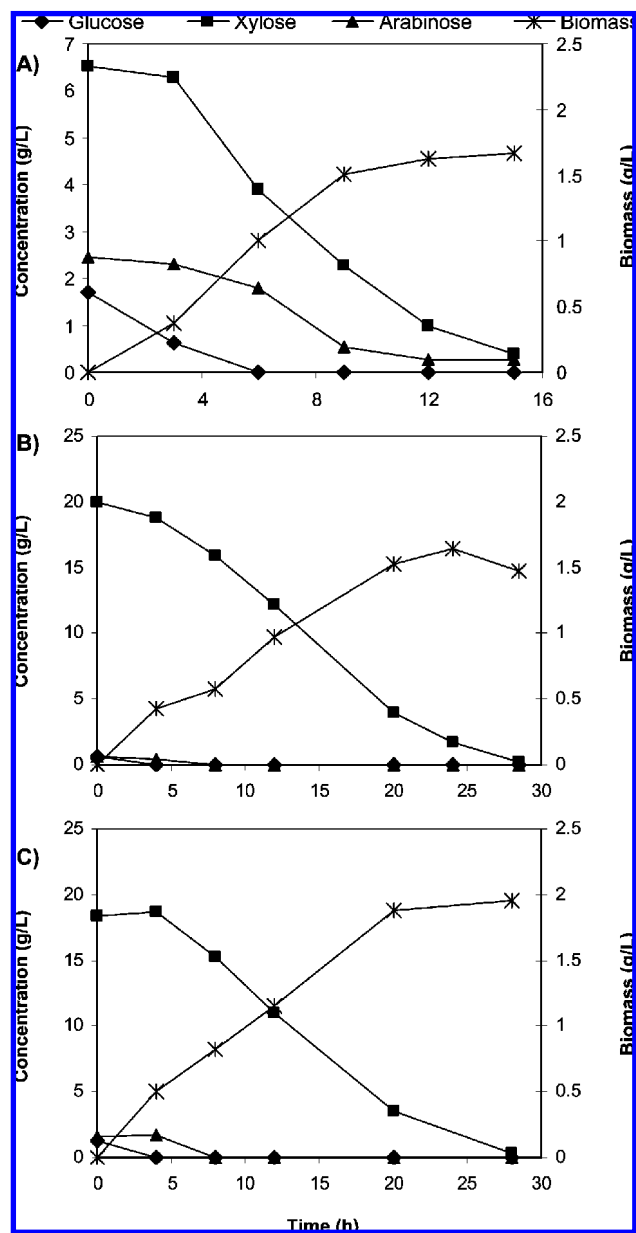 Glucose Xylose Arabinose Biomass
A)
7 6 5 4 3 2 1 0
Concentration (g/L)
2.5 2 1.5 1 0.5 0
Biomass (g/L)
0 4 8 12 16
B)
25 20 15 10 5 0
Concentration (g/L)
2.5 2 1.5 1 0.5 0
Biomass (g/L)
0 5 10 15 20 25 30
C)
25 20 15 10 5 0
Concentration (g/L)
2.5 2 1.5 1 0.5 0
Biomass (g/L)
0 5 10 15 20 25 30
Time (h)